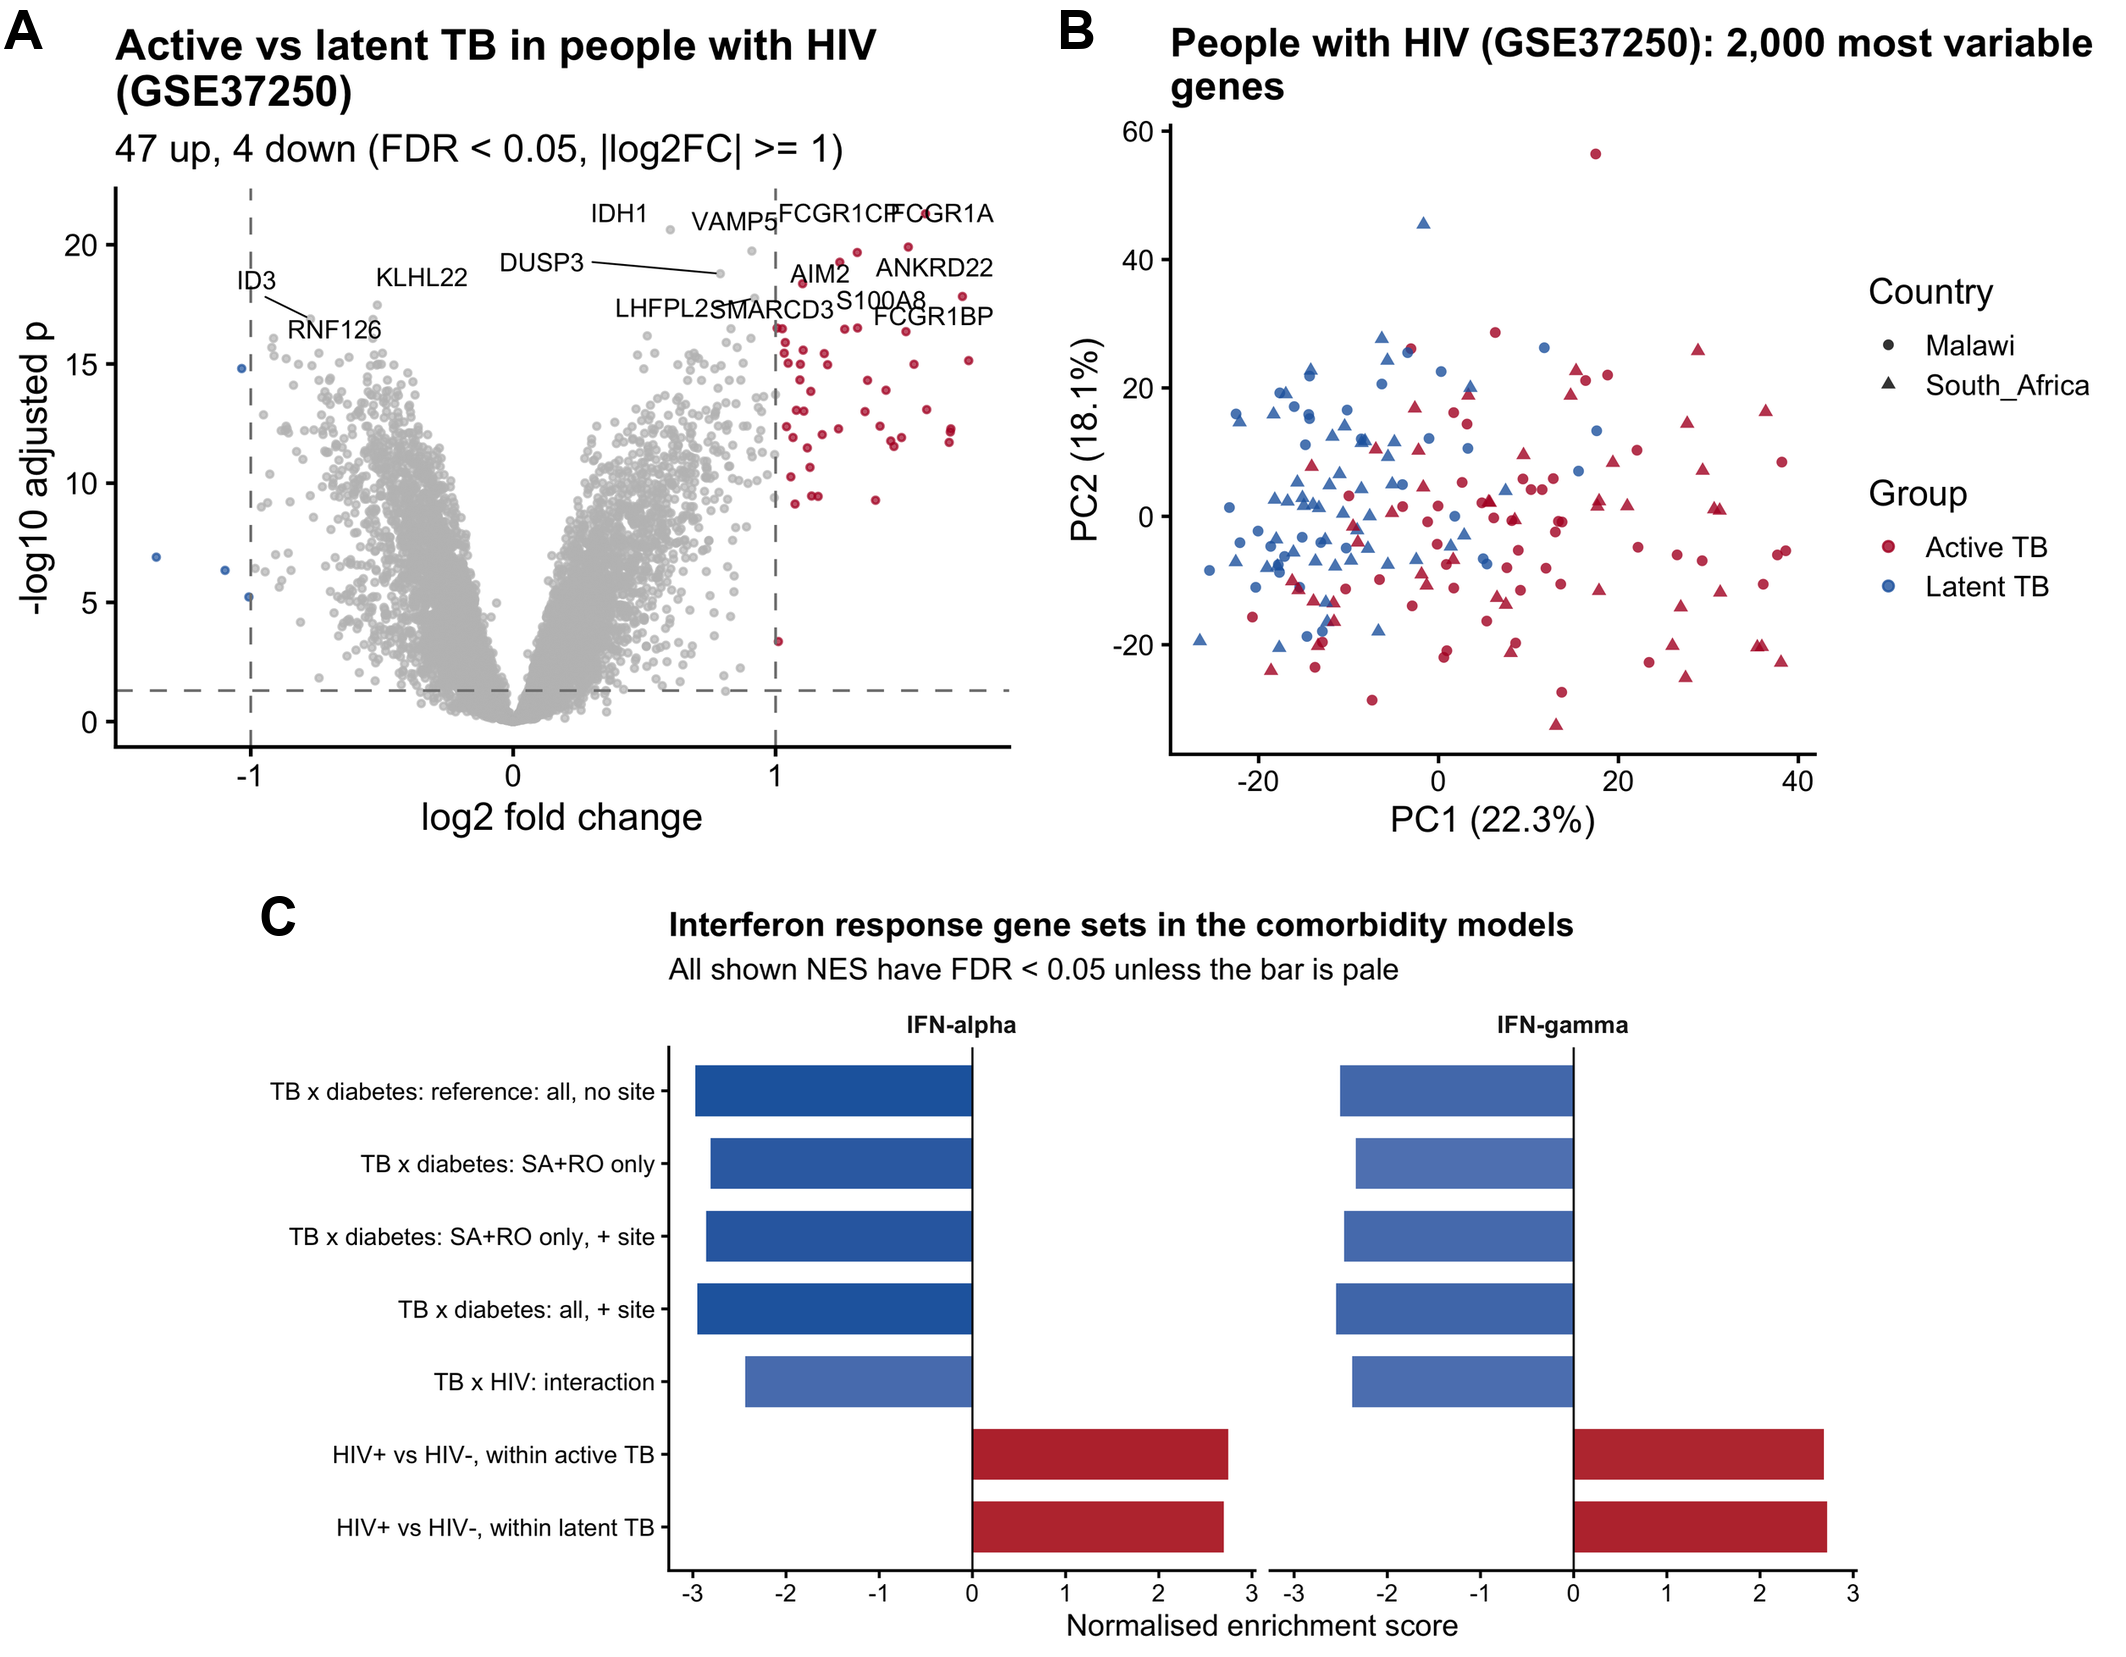 A
Active vs latent TB in people with HIV
(GSE37250)
47 up, 4 down (FDR < 0.05, |log2FC| >= 1)
IDH1
VAMP5
FCGR1CP
FCGR1A
DUSP3
AIM2
ANKRD22
ID3
KLHL22
LHFPL2
SMARCD3
S100A8
FCGR1BP
RNF126
20
15
10
5
0
-log10 adjusted p
-1
0
1
log2 fold change
B
People with HIV (GSE37250): 2,000 most variable
genes
60
40
20
0
-20
PC2 (18.1%)
-20
0
20
40
PC1 (22.3%)
Country
Malawi
South_Africa
Group
Active TB
Latent TB
C
Interferon response gene sets in the comorbidity models
All shown NES have FDR < 0.05 unless the bar is pale
IFN-alpha
IFN-gamma
TB x diabetes: reference: all, no site
TB x diabetes: SA+RO only
TB x diabetes: SA+RO only, + site
TB x diabetes: all, + site
TB x HIV: interaction
HIV+ vs HIV-, within active TB
HIV+ vs HIV-, within latent TB
-3
-2
-1
0
1
2
3
-3
-2
-1
0
1
2
3
Normalised enrichment score